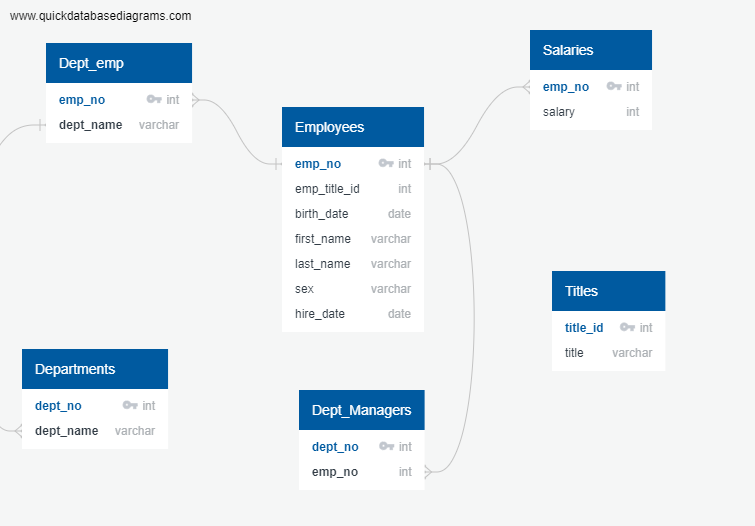 www.quickdatabasediagrams.com
Dept_emp
emp_no int
dept_name varchar
Employees
emp_no int
emp_title_id int
birth_date date
first_name varchar
last_name varchar
sex varchar
hire_date date
Salaries
emp_no int
salary int
Titles
title_id int
title varchar
Departments
dept_no int
dept_name varchar
Dept_Managers
dept_no int
emp_no int